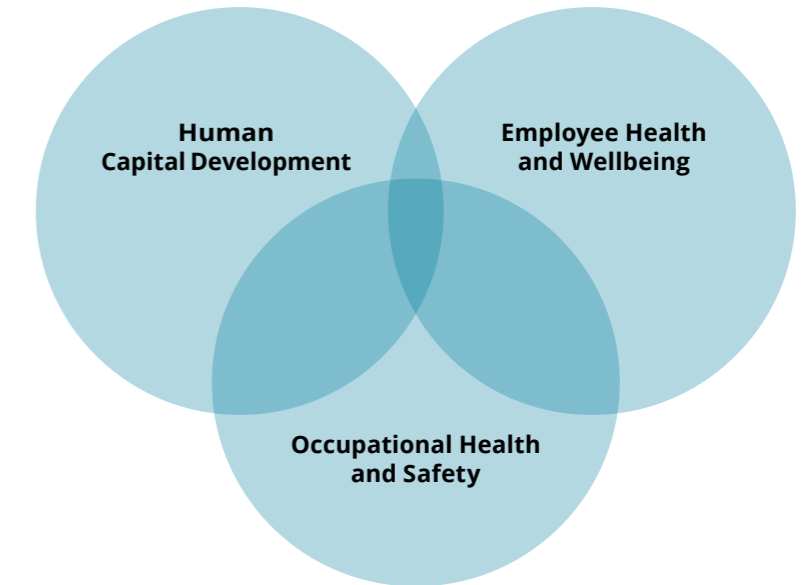 Human
Capital Development
Employee Health
and Wellbeing
Occupational Health
and Safety